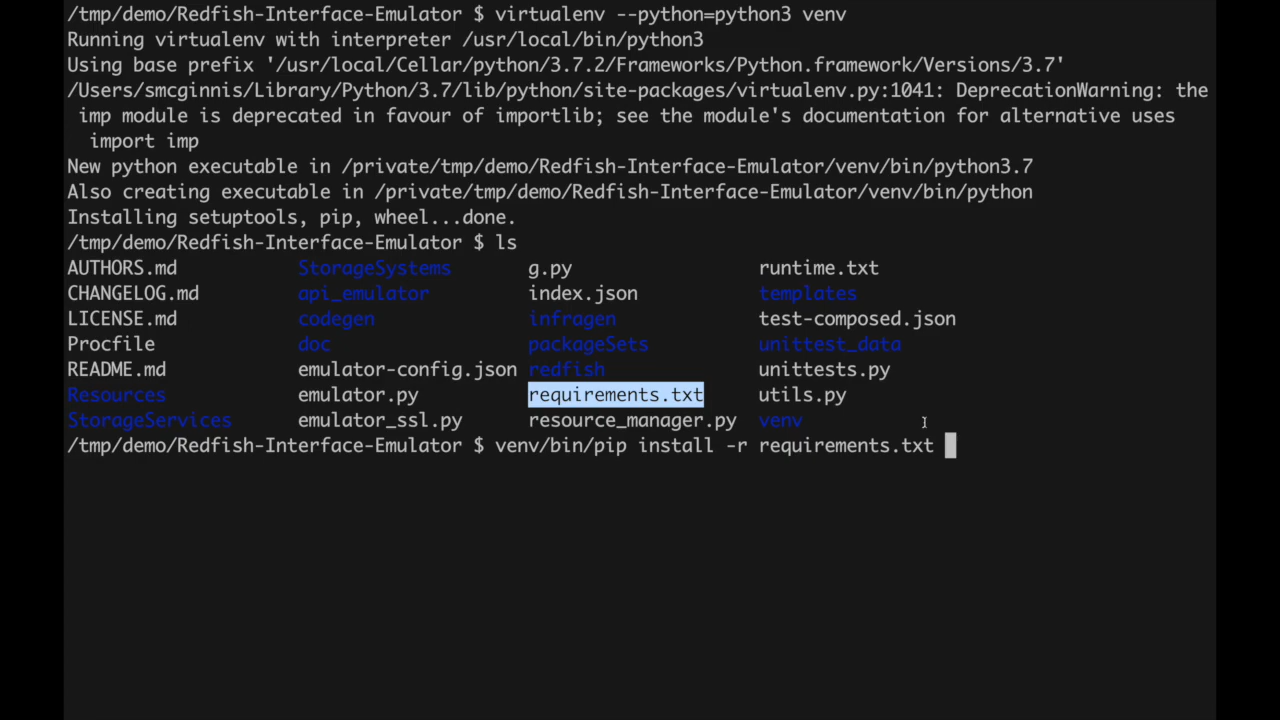 /tmp/demo/Redfish-Interface-Emulator $ virtualenv --python=python3 venv
Running virtualenv with interpreter /usr/local/bin/python3
Using base prefix '/usr/local/Cellar/python/3.7.2/Frameworks/Python.framework/Versions/3.7'
/Users/smcginnis/Library/Python/3.7/lib/python/site-packages/virtualenv.py:1041: DeprecationWarning: the
imp module is deprecated in favour of importlib; see the module's documentation for alternative uses
import imp
New python executable in /private/tmp/demo/Redfish-Interface-Emulator/venv/bin/python3.7
Also creating executable in /private/tmp/demo/Redfish-Interface-Emulator/venv/bin/python
Installing setuptools, pip, wheel...done.
/tmp/demo/Redfish-Interface-Emulator $ ls
AUTHORS.md StorageSystems g.py runtime.txt
CHANGELOG.md api_emulator index.json templates
LICENSE.md codegen infragen test-composed.json
Procfile doc packageSets unittest_data
README.md emulator-config.json redfish unittests.py
Resources emulator.py requirements.txt utils.py
StorageServices emulator_ssl.py resource_manager.py venv
/tmp/demo/Redfish-Interface-Emulator $ venv/bin/pip install -r requirements.txt